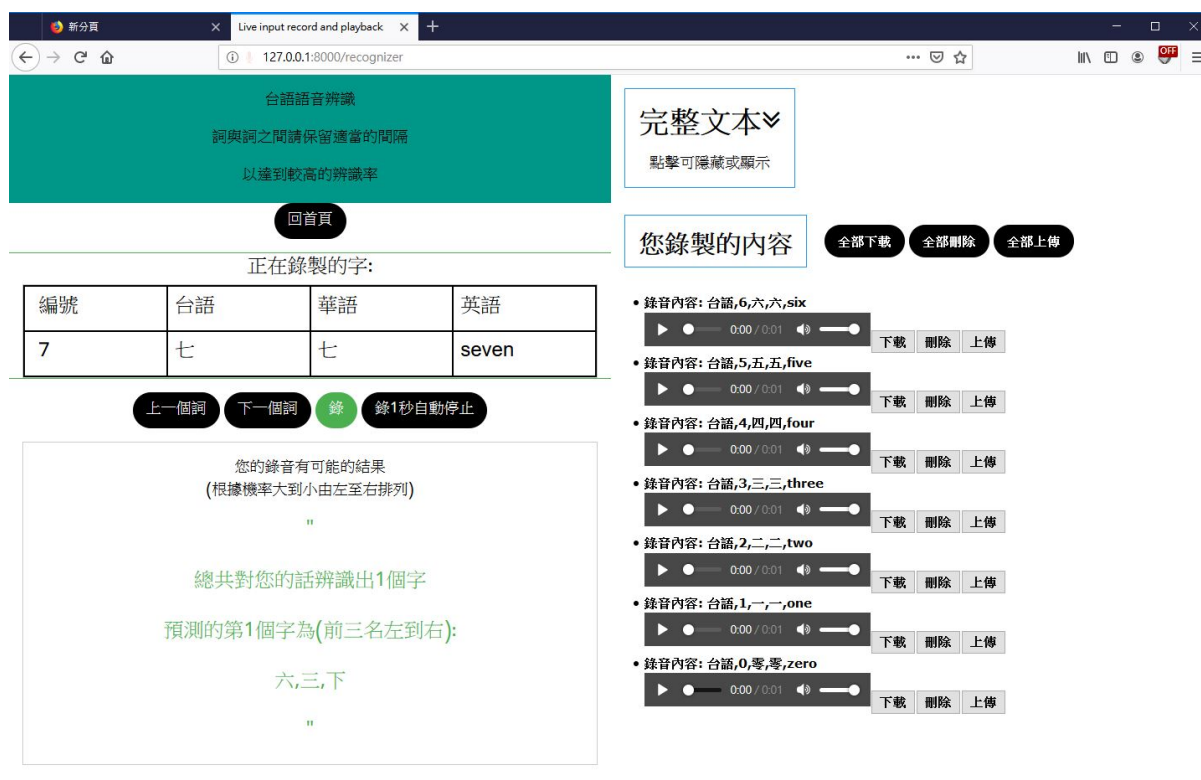 新分頁
Live input record and playback
127.0.0.1:8000/recognizer
OFF
台語語音辨識
詞與詞之間請保留適當的間隔
以達到較高的辨識率
回首頁
正在錄製的字:
編號 台語 華語 英語
7 七 七 seven
上一個詞 下一個詞 錄 錄1秒自動停止
您的錄音有可能的結果
(根據機率大到小由左至右排列)
"
總共對您的話辨識出1個字
預測的第1個字為(前三名左到右):
六,三,下
"
完整文本
點擊可隱藏或顯示
您錄製的內容 全部下載 全部刪除 全部上傳
• 錄音內容: 台語,6,六,六,six
0:00 / 0:01 下載 刪除 上傳
• 錄音內容: 台語,5,五,五,five
0:00 / 0:01 下載 刪除 上傳
• 錄音內容: 台語,4,四,四,four
0:00 / 0:01 下載 刪除 上傳
• 錄音內容: 台語,3,三,三,three
0:00 / 0:01 下載 刪除 上傳
• 錄音內容: 台語,2,二,二,two
0:00 / 0:01 下載 刪除 上傳
• 錄音內容: 台語,1,一,一,one
0:00 / 0:01 下載 刪除 上傳
• 錄音內容: 台語,0,零,零,zero
0:00 / 0:01 下載 刪除 上傳